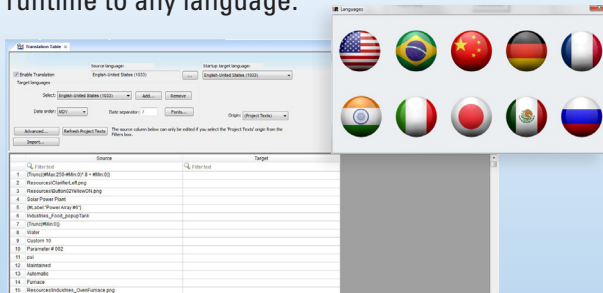 runtime to any language.
Languages
Translation Table
Source language:
Startup target language:
Enable Translation
English-United States (1033)
...
English-United States (1033)
Target languages
Select:
English-United States (1033)
Add...
Remove
Date order:
MDY
Date separator:
/
Fonts...
Origin:
(Project Texts)
Advanced...
Refresh Project Texts
The source column below can only be edited if you select the 'Project Texts' origin from the
Filters box.
Import...
Source
Target
Filter text
Filter text
1 {Trunc((#Max:259-#Min:0)*.8 + #Min:0)}
2 Resources\ClarifierLeft.png
3 Resources\Button02YellowON.png
4 Solar Power Plant
5 {#Label:"Power Array #6"}
6 Industries_Food_popupTank
7 {Trunc(#Min:0)}
8 Water
9 Custom 10
10 Parameter # 002
11 psi
12 Maintained
13 Automatic
14 Furnace
15 Resources\Industries_OvenFurnace.png